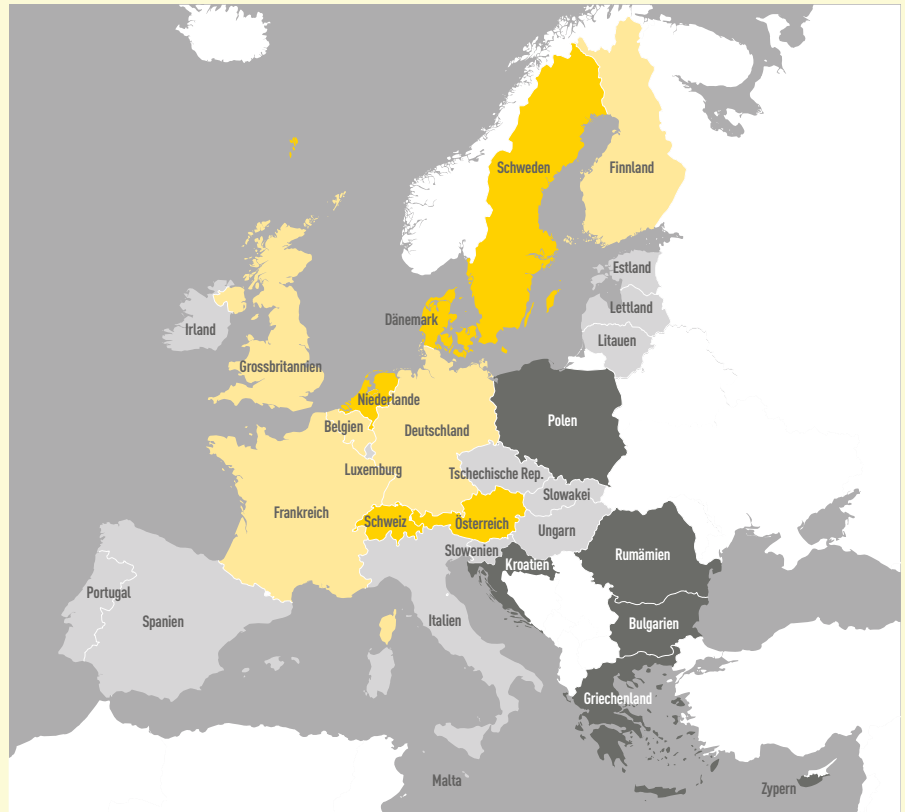 Schweden
Finnland
Estland
Lettland
Dänemark
Irland
Litauen
Grossbritannien
Niederlande
Belgien
Deutschland
Polen
Luxemburg
Tschechische Rep.
Slowakei
Frankreich
Schweiz
Österreich
Ungarn
Rumämien
Slowenien
Kroatien
Portugal
Spanien
Italien
Bulgarien
Griechenland
Malta
Zypern